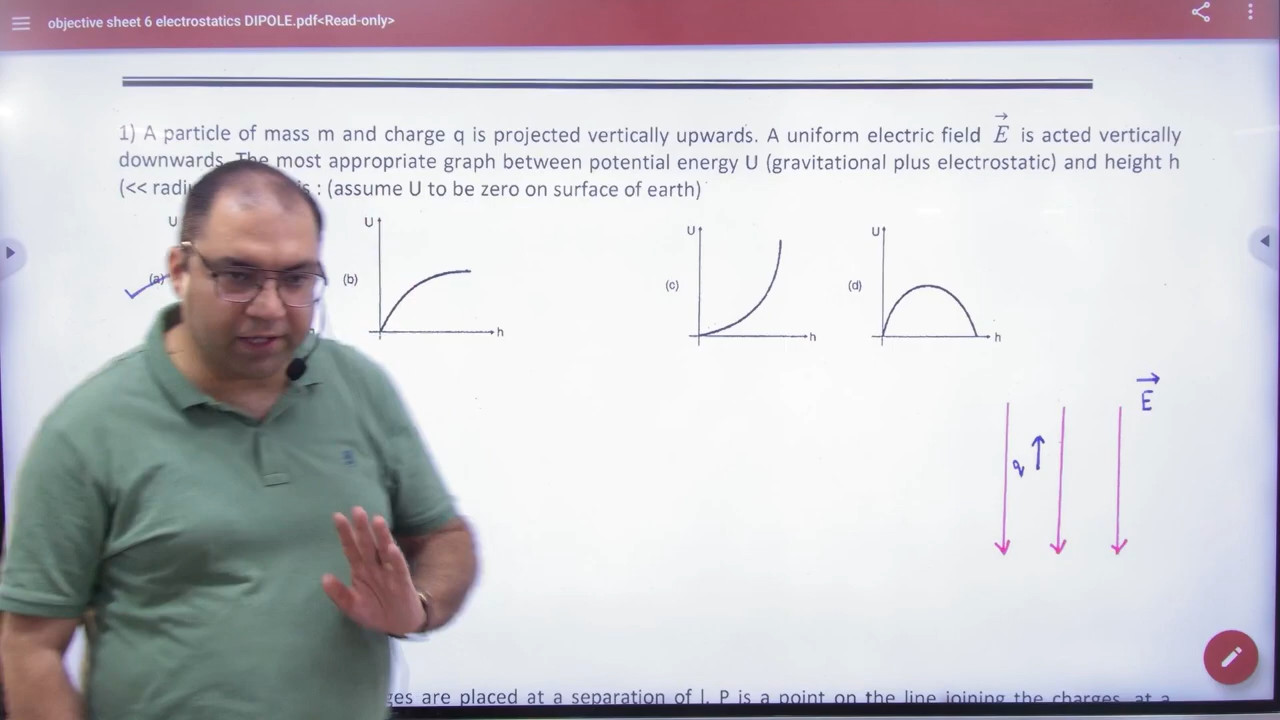 objective sheet 6 electrostatics DIPOLE.pdf<Read-only>
1) A particle of mass m and charge q is projected vertically upwards. A uniform electric field E⃗ is acted vertically
downwards. The most appropriate graph between potential energy U (gravitational plus electrostatic) and height h
(<< : (assume U to be zero on surface of earth)
U U U U
(a) (b) (c) (d)
h h h
E⃗
q
are placed at a separation of l. P is a point on the line joining the charges, at a